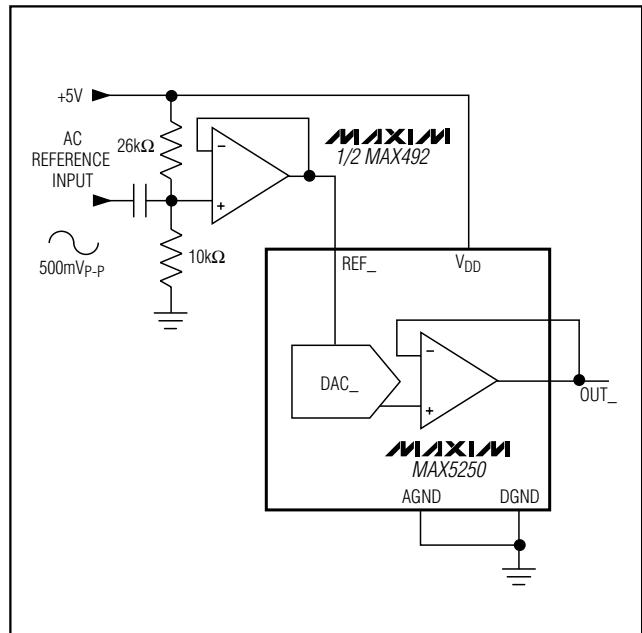 +5V
AC
REFERENCE
INPUT
26kΩ
MAXIM
1/2 MAX492
500mVP-P
10kΩ
REF_
VDD
DAC_
−
+
−
+
OUT_
MAXIM
MAX5250
AGND
DGND